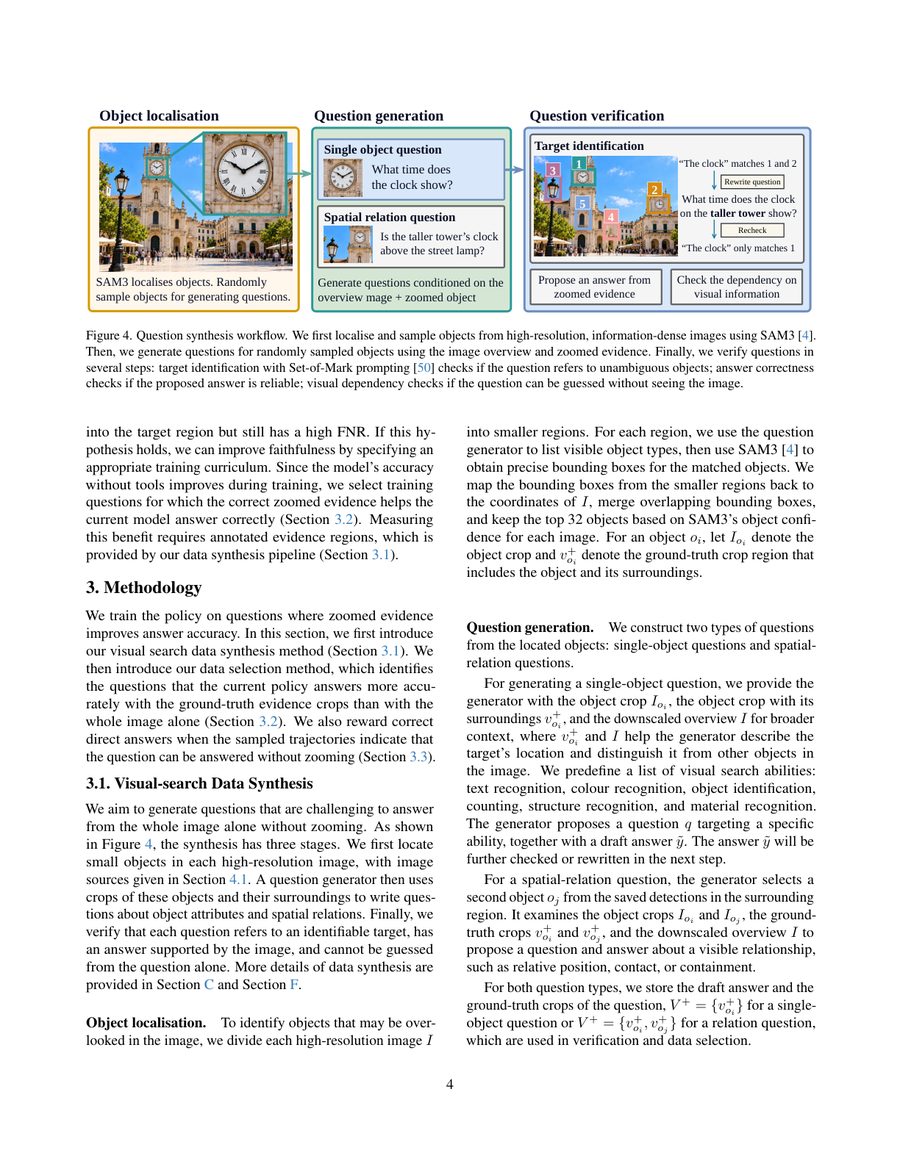 Object localisation
SAM3 localises objects. Randomly
sample objects for generating questions.
Question generation
Single object question
What time does
the clock show?
Spatial relation question
Is the taller tower's clock
above the street lamp?
Generate questions conditioned on the
overview mage + zoomed object
Question verification
Target identification
3
1
2
5
4
“The clock” matches 1 and 2
Rewrite question
What time does the clock
on the taller tower show?
Recheck
“The clock” only matches 1
Propose an answer from
zoomed evidence
Check the dependency on
visual information
Figure 4. Question synthesis workflow. We first localise and sample objects from high-resolution, information-dense images using SAM3 [4].
Then, we generate questions for randomly sampled objects using the image overview and zoomed evidence. Finally, we verify questions in
several steps: target identification with Set-of-Mark prompting [50] checks if the question refers to unambiguous objects; answer correctness
checks if the proposed answer is reliable; visual dependency checks if the question can be guessed without seeing the image.
into the target region but still has a high FNR. If this hy-
pothesis holds, we can improve faithfulness by specifying an
appropriate training curriculum. Since the model's accuracy
without tools improves during training, we select training
questions for which the correct zoomed evidence helps the
current model answer correctly (Section 3.2). Measuring
this benefit requires annotated evidence regions, which is
provided by our data synthesis pipeline (Section 3.1).
3. Methodology
We train the policy on questions where zoomed evidence
improves answer accuracy. In this section, we first introduce
our visual search data synthesis method (Section 3.1). We
then introduce our data selection method, which identifies
the questions that the current policy answers more accu-
rately with the ground-truth evidence crops than with the
whole image alone (Section 3.2). We also reward correct
direct answers when the sampled trajectories indicate that
the question can be answered without zooming (Section 3.3).
3.1. Visual-search Data Synthesis
We aim to generate questions that are challenging to answer
from the whole image alone without zooming. As shown
in Figure 4, the synthesis has three stages. We first locate
small objects in each high-resolution image, with image
sources given in Section 4.1. A question generator then uses
crops of these objects and their surroundings to write ques-
tions about object attributes and spatial relations. Finally, we
verify that each question refers to an identifiable target, has
an answer supported by the image, and cannot be guessed
from the question alone. More details of data synthesis are
provided in Section C and Section F.
Object localisation. To identify objects that may be over-
looked in the image, we divide each high-resolution image I
into smaller regions. For each region, we use the question
generator to list visible object types, then use SAM3 [4] to
obtain precise bounding boxes for the matched objects. We
map the bounding boxes from the smaller regions back to
the coordinates of I, merge overlapping bounding boxes,
and keep the top 32 objects based on SAM3's object confi-
dence for each image. For an object o_i, let I_{o_i} denote the
object crop and v^+_{o_i} denote the ground-truth crop region that
includes the object and its surroundings.
Question generation. We construct two types of questions
from the located objects: single-object questions and spatial-
relation questions.
For generating a single-object question, we provide the
generator with the object crop I_{o_i}, the object crop with its
surroundings v^+_{o_i}, and the downscaled overview I for broader
context, where v^+_{o_i} and I help the generator describe the
target's location and distinguish it from other objects in
the image. We predefine a list of visual search abilities:
text recognition, colour recognition, object identification,
counting, structure recognition, and material recognition.
The generator proposes a question q targeting a specific
ability, together with a draft answer ỹ. The answer ỹ will be
further checked or rewritten in the next step.
For a spatial-relation question, the generator selects a
second object o_j from the saved detections in the surrounding
region. It examines the object crops I_{o_i} and I_{o_j}, the ground-
truth crops v^+_{o_i} and v^+_{o_j}, and the downscaled overview I to
propose a question and answer about a visible relationship,
such as relative position, contact, or containment.
For both question types, we store the draft answer and the
ground-truth crops of the question, V^+ = {v^+_{o_i}} for a single-
object question or V^+ = {v^+_{o_i}, v^+_{o_j}} for a relation question,
which are used in verification and data selection.
4